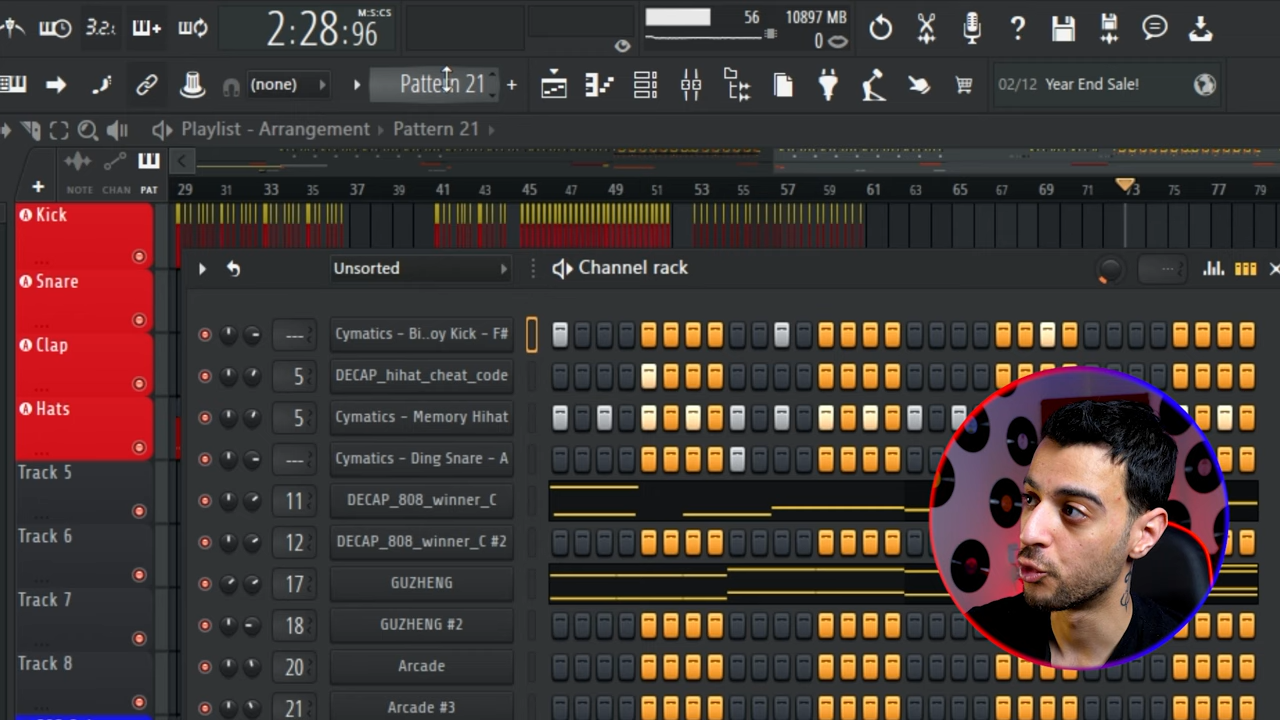 3.2:
2:28:96
M:S:CS
56
10897 MB
0
(none)
Pattern 21
02/12 Year End Sale!
Playlist - Arrangement
Pattern 21
NOTE
CHAN
PAT
29 31 33 35 37 39 41 43 45 47 49 51 53 55 57 59 61 63 65 67 69 71 73 75 77 79
Kick
Snare
Clap
Hats
Track 5
Track 6
Track 7
Track 8
Unsorted
Channel rack
--- Cymatics - Bi..oy Kick - F#
5 DECAP_hihat_cheat_code
5 Cymatics - Memory Hihat
--- Cymatics - Ding Snare - A
11 DECAP_808_winner_C
12 DECAP_808_winner_C #2
17 GUZHENG
18 GUZHENG #2
20 Arcade
21 Arcade #3